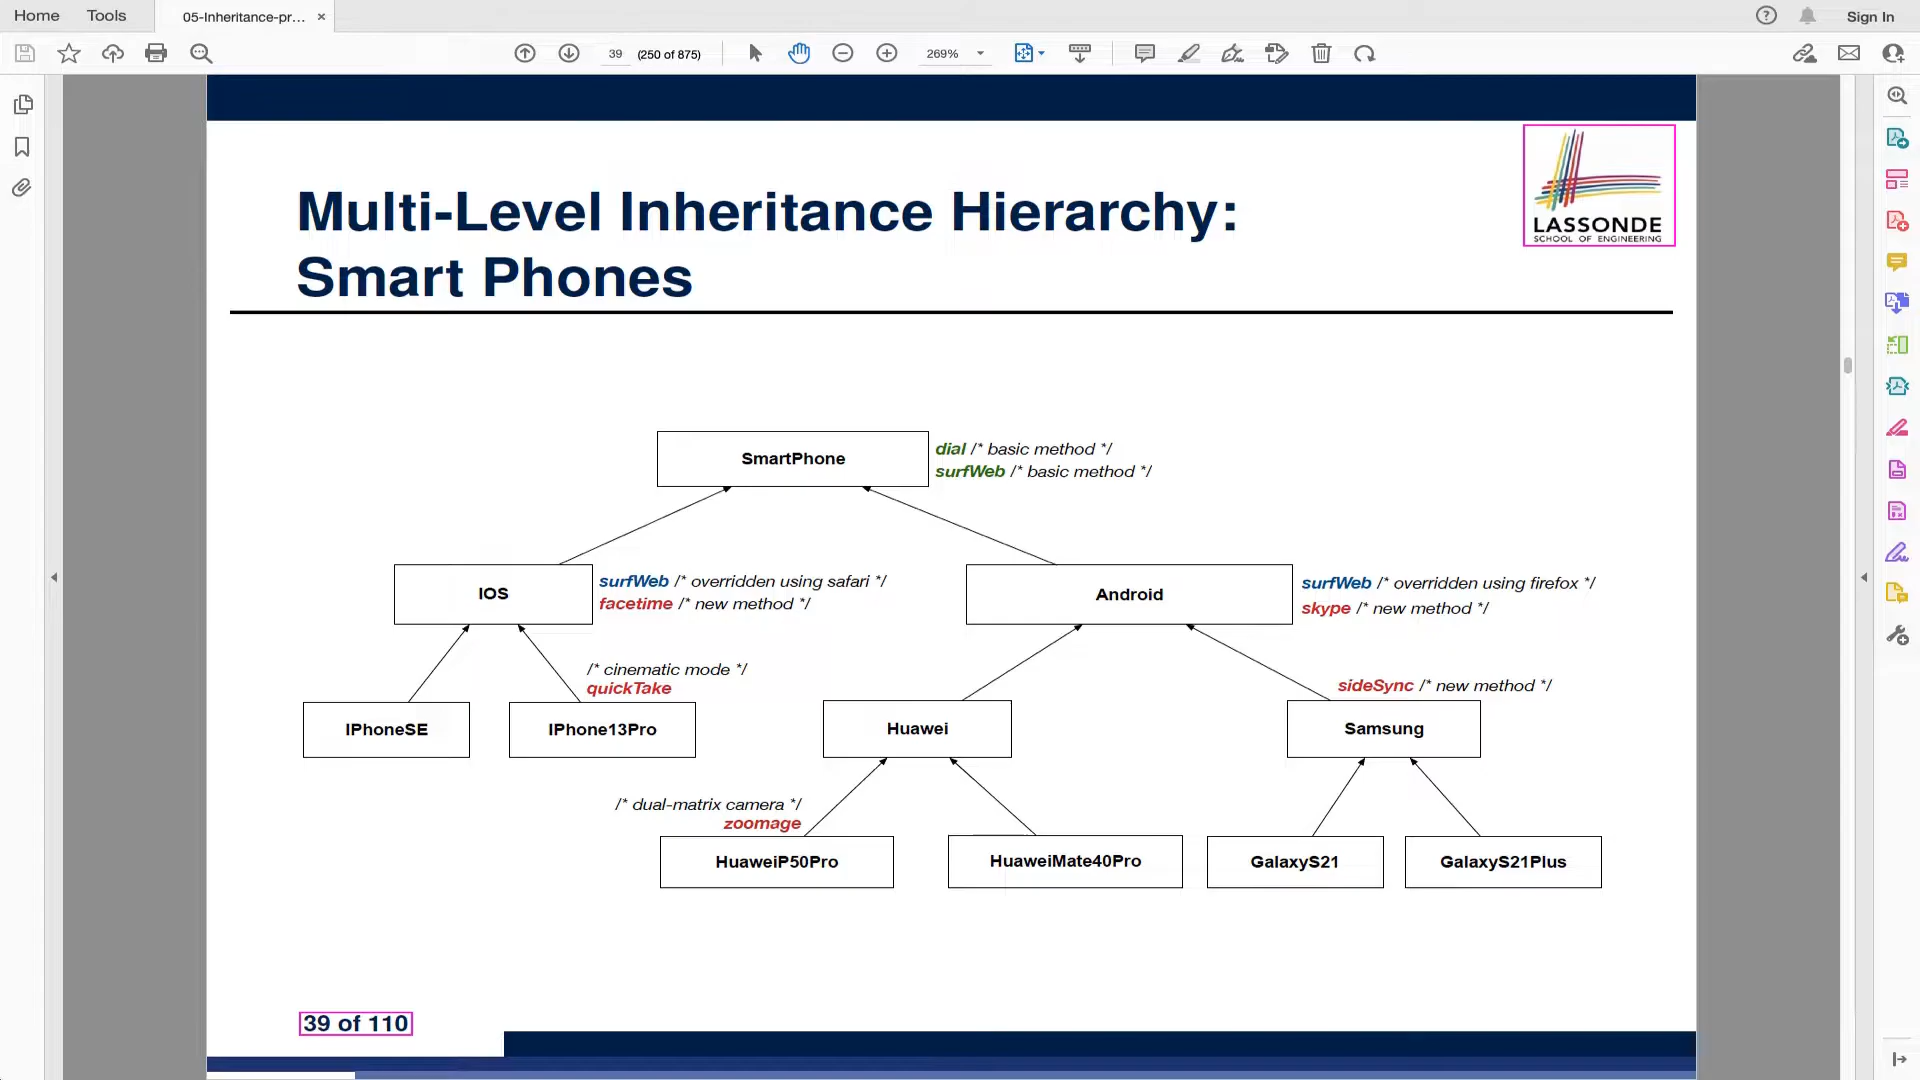 Home
Tools
05-Inheritance-pr...
×
Sign In
39
(250 of 875)
269%
LASSONDE
SCHOOL OF ENGINEERING
Multi-Level Inheritance Hierarchy:
Smart Phones
SmartPhone
dial /* basic method */
surfWeb /* basic method */
IOS
surfWeb /* overridden using safari */
facetime /* new method */
Android
surfWeb /* overridden using firefox */
skype /* new method */
/* cinematic mode */
quickTake
sideSync /* new method */
IPhoneSE
IPhone13Pro
Huawei
Samsung
/* dual-matrix camera */
zoomage
HuaweiP50Pro
HuaweiMate40Pro
GalaxyS21
GalaxyS21Plus
39 of 110